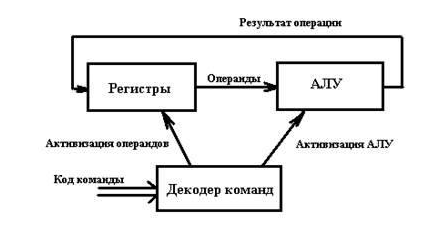 Результат операции
Регистры
Операнды
АЛУ
Активизация операндов
Активизация АЛУ
Код команды
Декодер команд